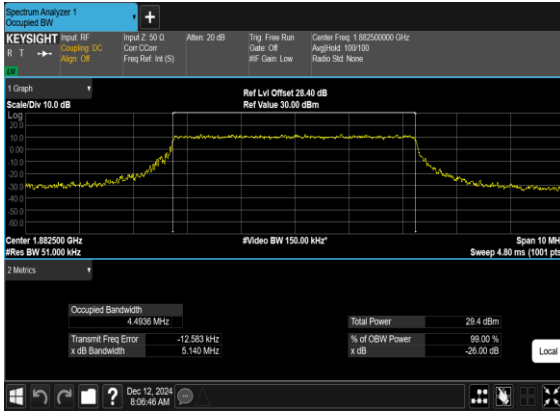 Spectrum Analyzer 1
Occupied BW
+
KEYSIGHT
R T
LV
Input: RF
Coupling: DC
Align: Off
Input Z: 50 Ω
Corr CCorr
Freq Ref: Int (S)
Atten: 20 dB
Trig: Free Run
Gate: Off
#IF Gain: Low
Center Freq: 1.882500000 GHz
Avg|Hold: 100/100
Radio Std: None
1 Graph
Scale/Div 10.0 dB
Ref Lvl Offset 28.40 dB
Ref Value 30.00 dBm
Log
20.0
10.0
0.00
-10.0
-20.0
-30.0
-40.0
-50.0
-60.0
Center 1.882500 GHz
#Res BW 51.000 kHz
#Video BW 150.00 kHz*
Span 10 MH
Sweep 4.80 ms (1001 pts
2 Metrics
Occupied Bandwidth
4.4936 MHz
Transmit Freq Error -12.583 kHz
x dB Bandwidth 5.140 MHz
Total Power 29.4 dBm
% of OBW Power 99.00 %
x dB -26.00 dB
Local
?
Dec 12, 2024
8:06:46 AM